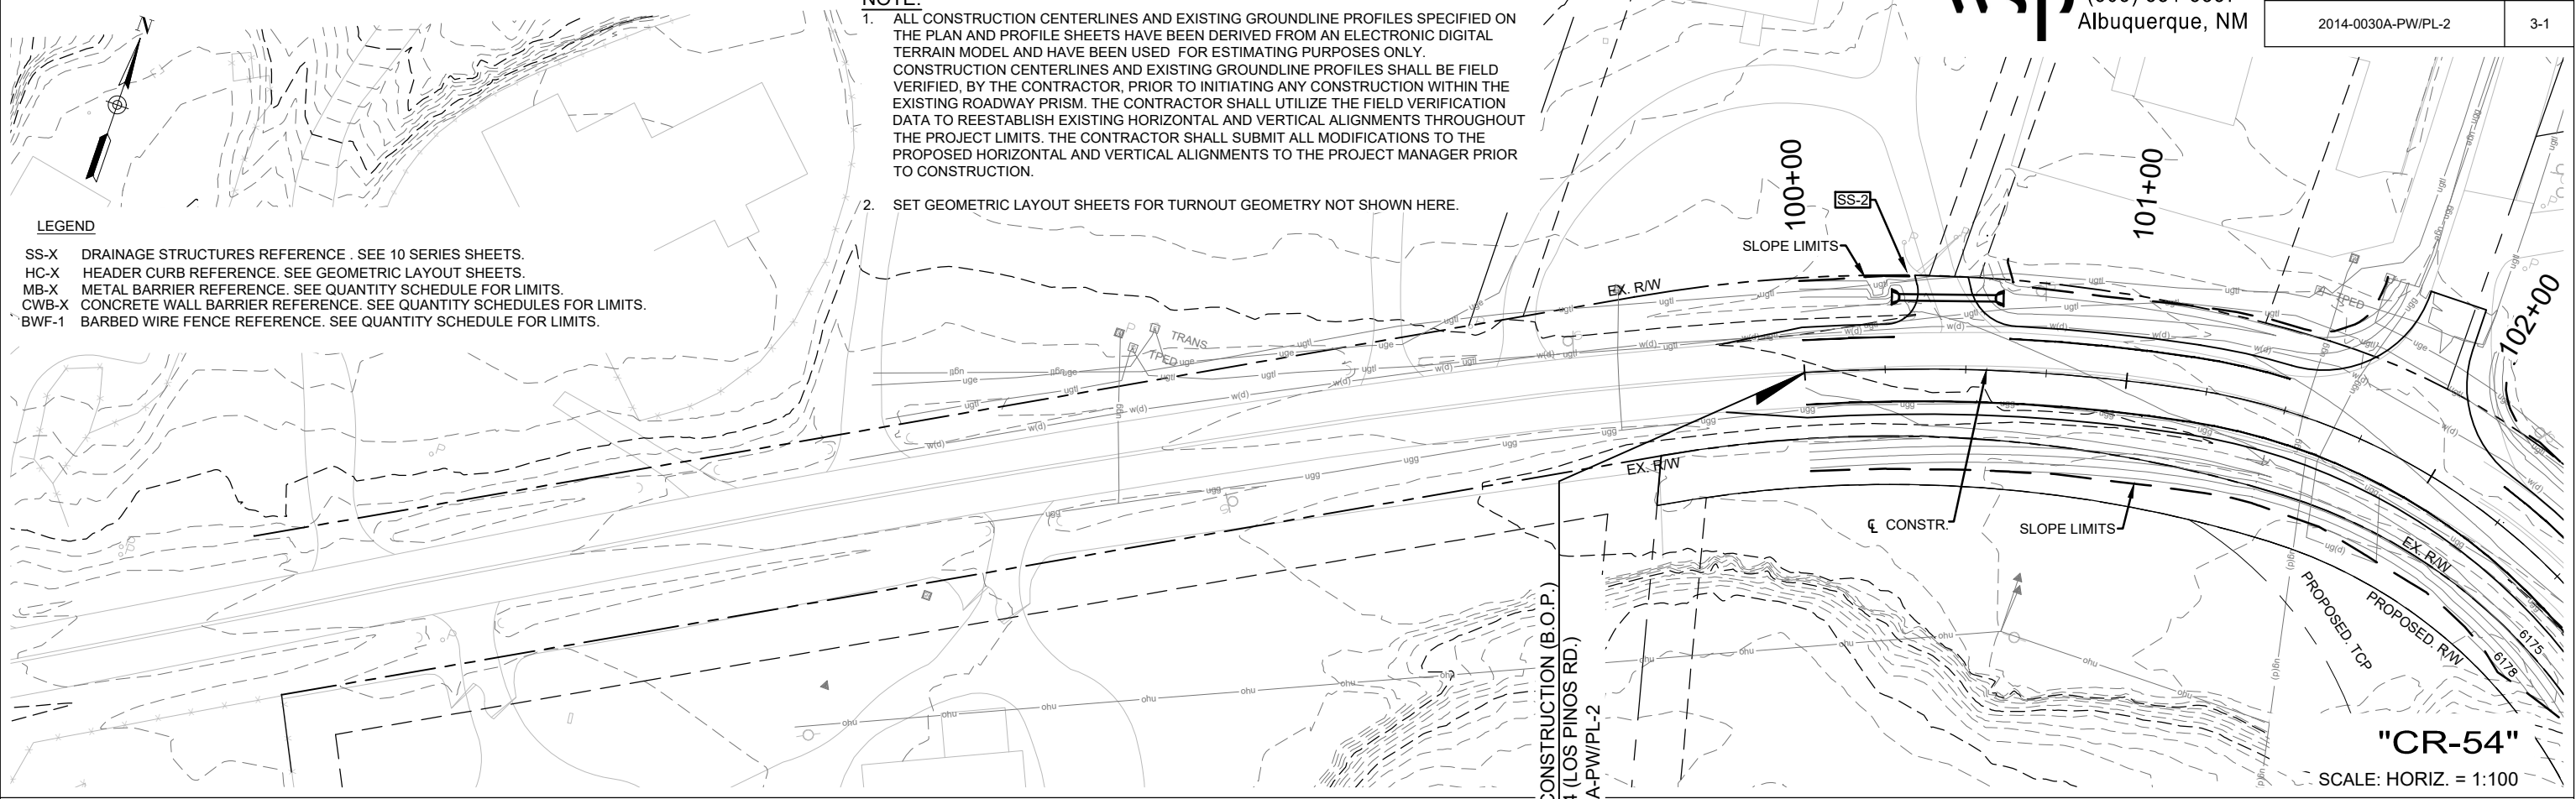 NOTE:
1. ALL CONSTRUCTION CENTERLINES AND EXISTING GROUNDLINE PROFILES SPECIFIED ON
THE PLAN AND PROFILE SHEETS HAVE BEEN DERIVED FROM AN ELECTRONIC DIGITAL
TERRAIN MODEL AND HAVE BEEN USED FOR ESTIMATING PURPOSES ONLY.
CONSTRUCTION CENTERLINES AND EXISTING GROUNDLINE PROFILES SHALL BE FIELD
VERIFIED, BY THE CONTRACTOR, PRIOR TO INITIATING ANY CONSTRUCTION WITHIN THE
EXISTING ROADWAY PRISM. THE CONTRACTOR SHALL UTILIZE THE FIELD VERIFICATION
DATA TO REESTABLISH EXISTING HORIZONTAL AND VERTICAL ALIGNMENTS THROUGHOUT
THE PROJECT LIMITS. THE CONTRACTOR SHALL SUBMIT ALL MODIFICATIONS TO THE
PROPOSED HORIZONTAL AND VERTICAL ALIGNMENTS TO THE PROJECT MANAGER PRIOR
TO CONSTRUCTION.
2. SET GEOMETRIC LAYOUT SHEETS FOR TURNOUT GEOMETRY NOT SHOWN HERE.
Albuquerque, NM
2014-0030A-PW/PL-2
3-1
N
LEGEND
SS-X DRAINAGE STRUCTURES REFERENCE . SEE 10 SERIES SHEETS.
HC-X HEADER CURB REFERENCE. SEE GEOMETRIC LAYOUT SHEETS.
MB-X METAL BARRIER REFERENCE. SEE QUANTITY SCHEDULE FOR LIMITS.
CWB-X CONCRETE WALL BARRIER REFERENCE. SEE QUANTITY SCHEDULES FOR LIMITS.
BWF-1 BARBED WIRE FENCE REFERENCE. SEE QUANTITY SCHEDULE FOR LIMITS.
100+00
SS-2
101+00
SLOPE LIMITS
102+00
EX. R/W
TRANS
TPED
TPED
EX. R/W
℄ CONSTR.
SLOPE LIMITS
EX. R/W
PROPOSED. TCP
PROPOSED. R/W
6175
6178
CONSTRUCTION (B.O.P.)
(LOS PINOS RD.)
A-PW/PL-2
"CR-54"
SCALE: HORIZ. = 1:100